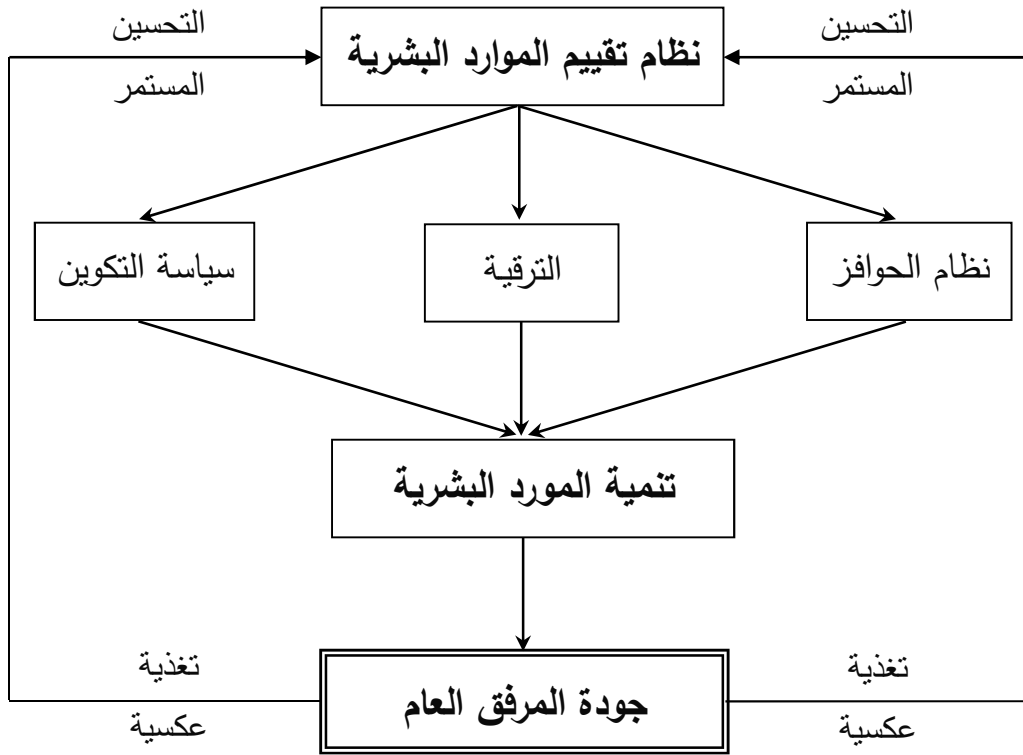 التحسين
المستمر
نظام تقييم الموارد البشرية
التحسين
المستمر
نظام الحوافز
الترقية
سياسة التكوين
تنمية المورد البشرية
تغذية
عكسية
جودة المرفق العام
تغذية
عكسية